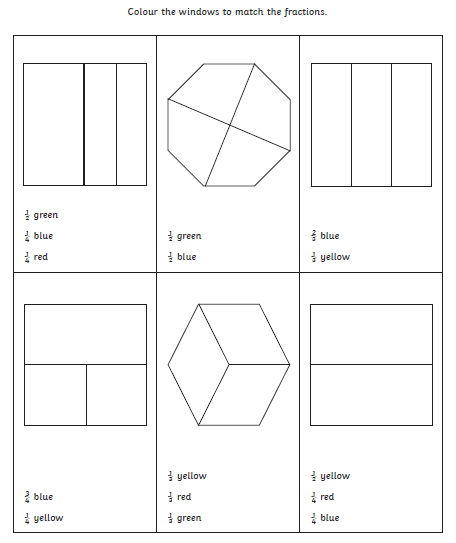 Colour the windows to match the fractions.
1/2 green
1/4 blue
1/4 red
1/2 green
1/2 blue
2/3 blue
1/3 yellow
3/4 blue
1/4 yellow
1/3 yellow
1/3 red
1/3 green
1/2 yellow
1/4 red
1/4 blue